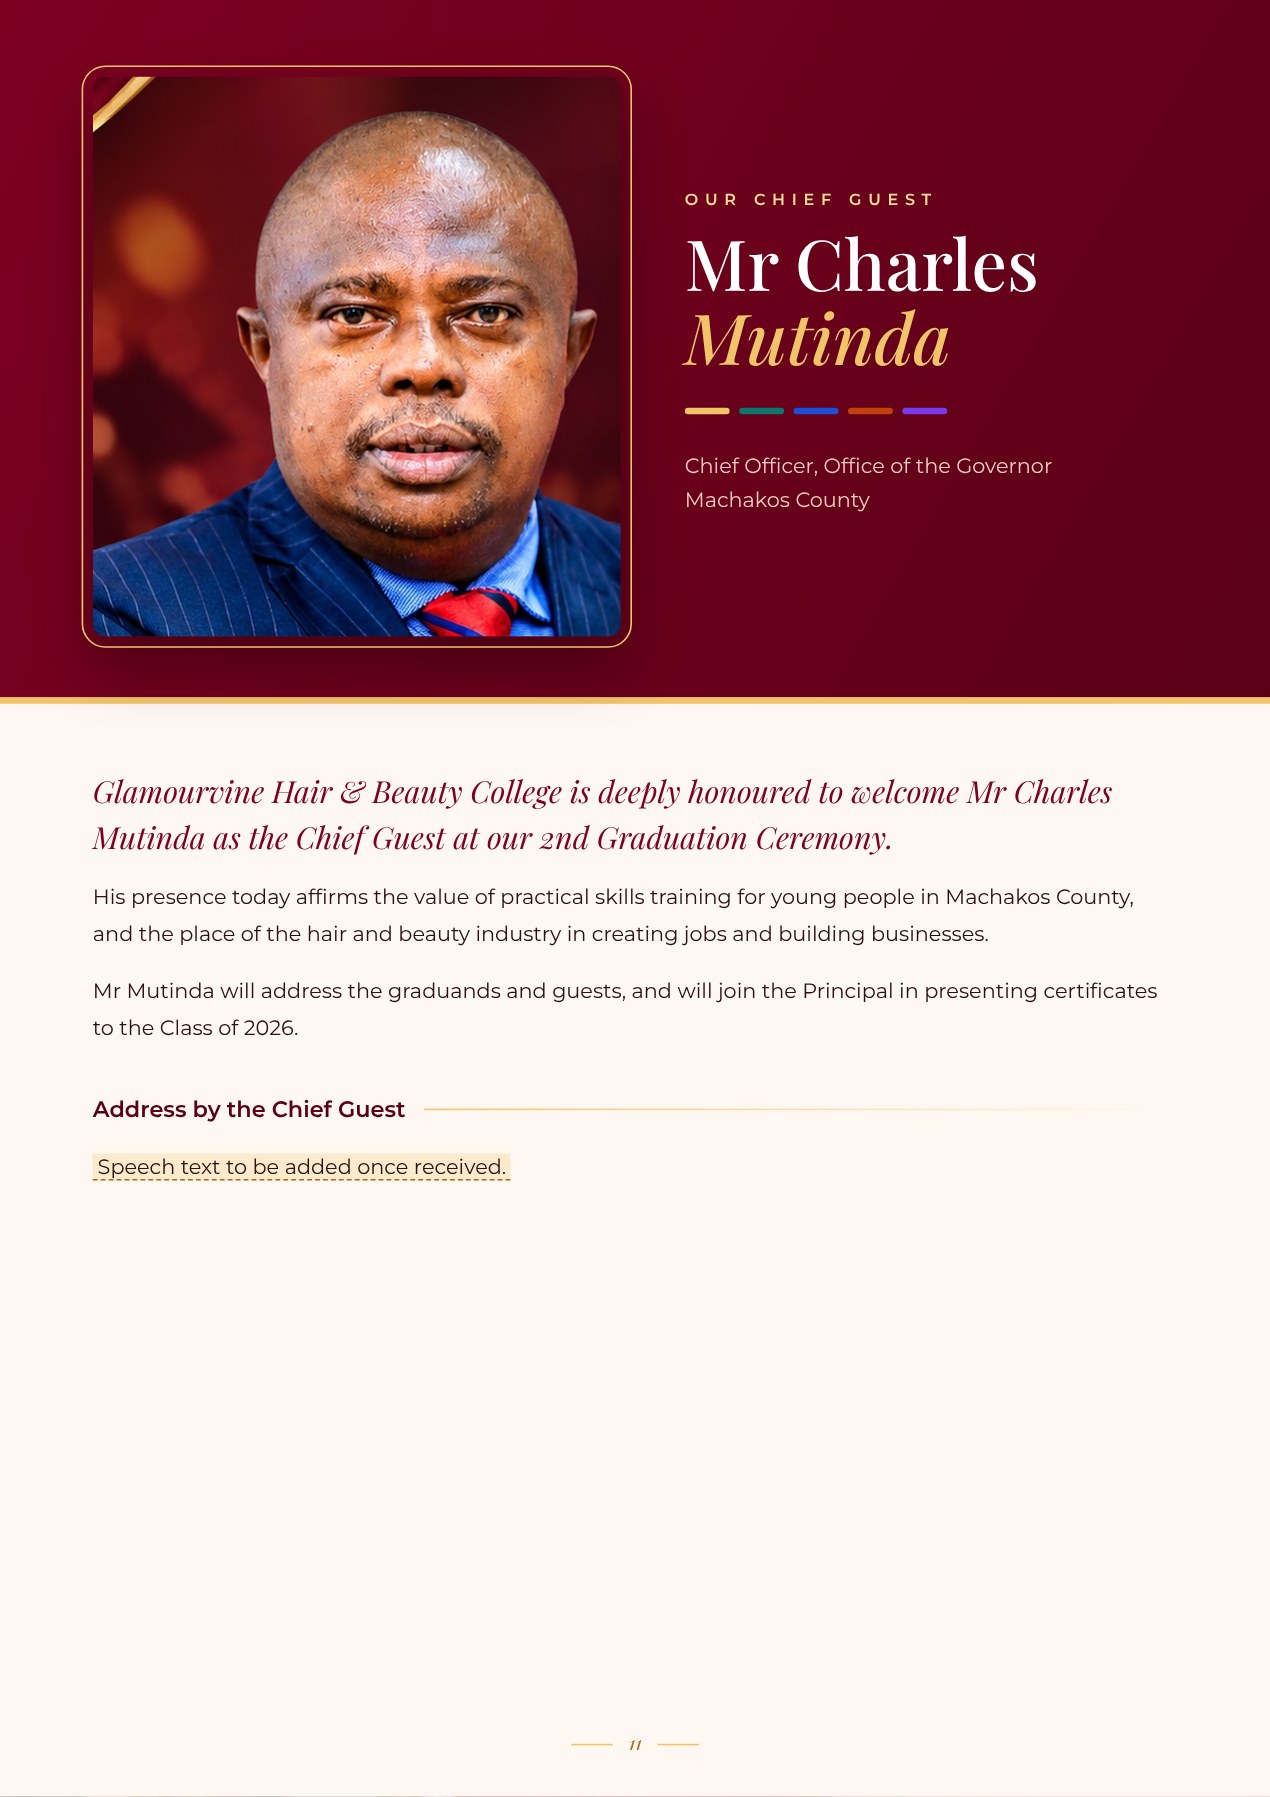 OUR CHIEF GUEST
Mr Charles
Mutinda
Chief Officer, Office of the Governor
Machakos County
Glamourvine Hair & Beauty College is deeply honoured to welcome Mr Charles
Mutinda as the Chief Guest at our 2nd Graduation Ceremony.
His presence today affirms the value of practical skills training for young people in Machakos County,
and the place of the hair and beauty industry in creating jobs and building businesses.
Mr Mutinda will address the graduands and guests, and will join the Principal in presenting certificates
to the Class of 2026.
Address by the Chief Guest
Speech text to be added once received.
11